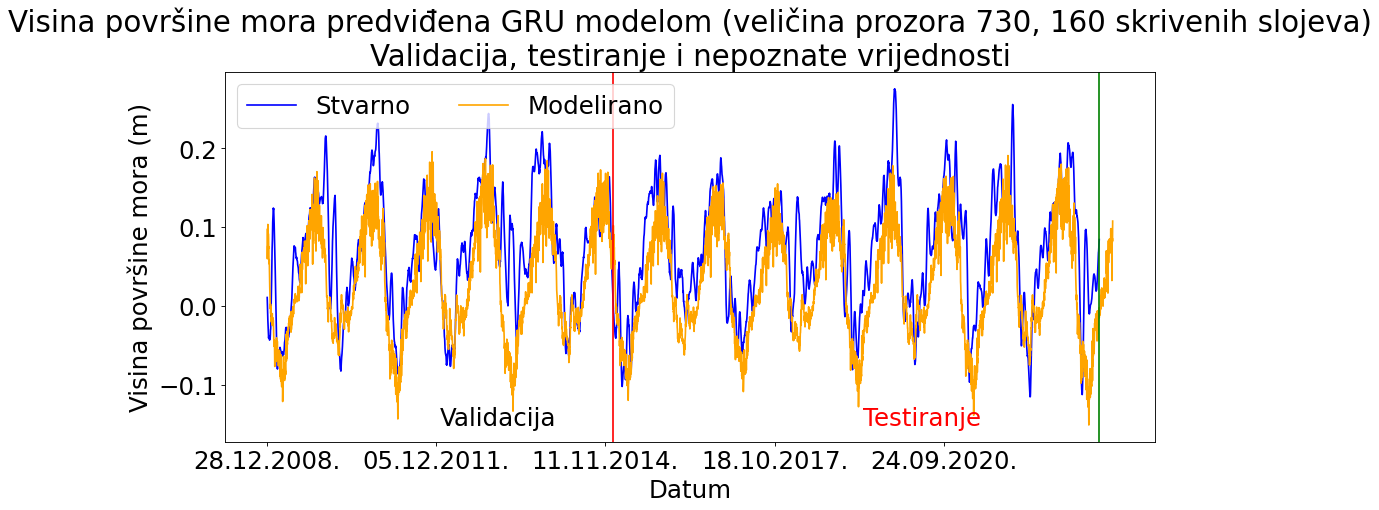 Visina površine mora predviđena GRU modelom (veličina prozora 730, 160 skrivenih slojeva)
Validacija, testiranje i nepoznate vrijednosti
Stvarno
Modelirano
Visina površine mora (m)
0.2
0.1
0.0
−0.1
Validacija
Testiranje
28.12.2008.
05.12.2011.
11.11.2014.
18.10.2017.
24.09.2020.
Datum